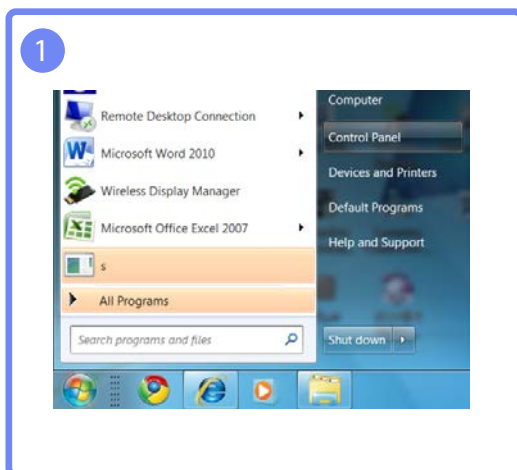 1
Remote Desktop Connection
Microsoft Word 2010
Wireless Display Manager
Microsoft Office Excel 2007
s
All Programs
Search programs and files
Computer
Control Panel
Devices and Printers
Default Programs
Help and Support
Shut down